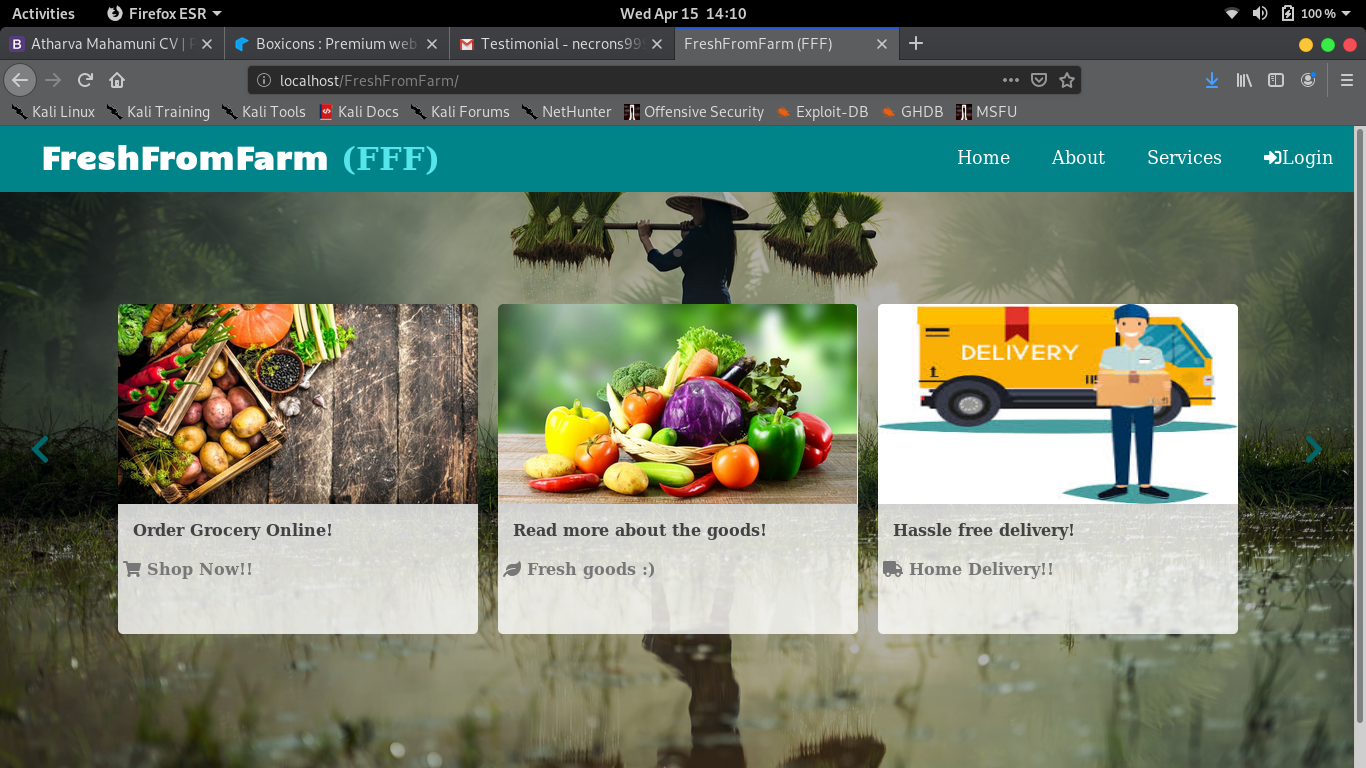 Activities Firefox ESR Wed Apr 15 14:10 100 %
Atharva Mahamuni CV | P Boxicons : Premium web Testimonial - necrons99 FreshFromFarm (FFF)
localhost/FreshFromFarm/
Kali Linux Kali Training Kali Tools Kali Docs Kali Forums NetHunter Offensive Security Exploit-DB GHDB MSFU
FreshFromFarm (FFF) Home About Services Login
DELIVERY
Order Grocery Online! Read more about the goods! Hassle free delivery!
Shop Now!! Fresh goods :) Home Delivery!!